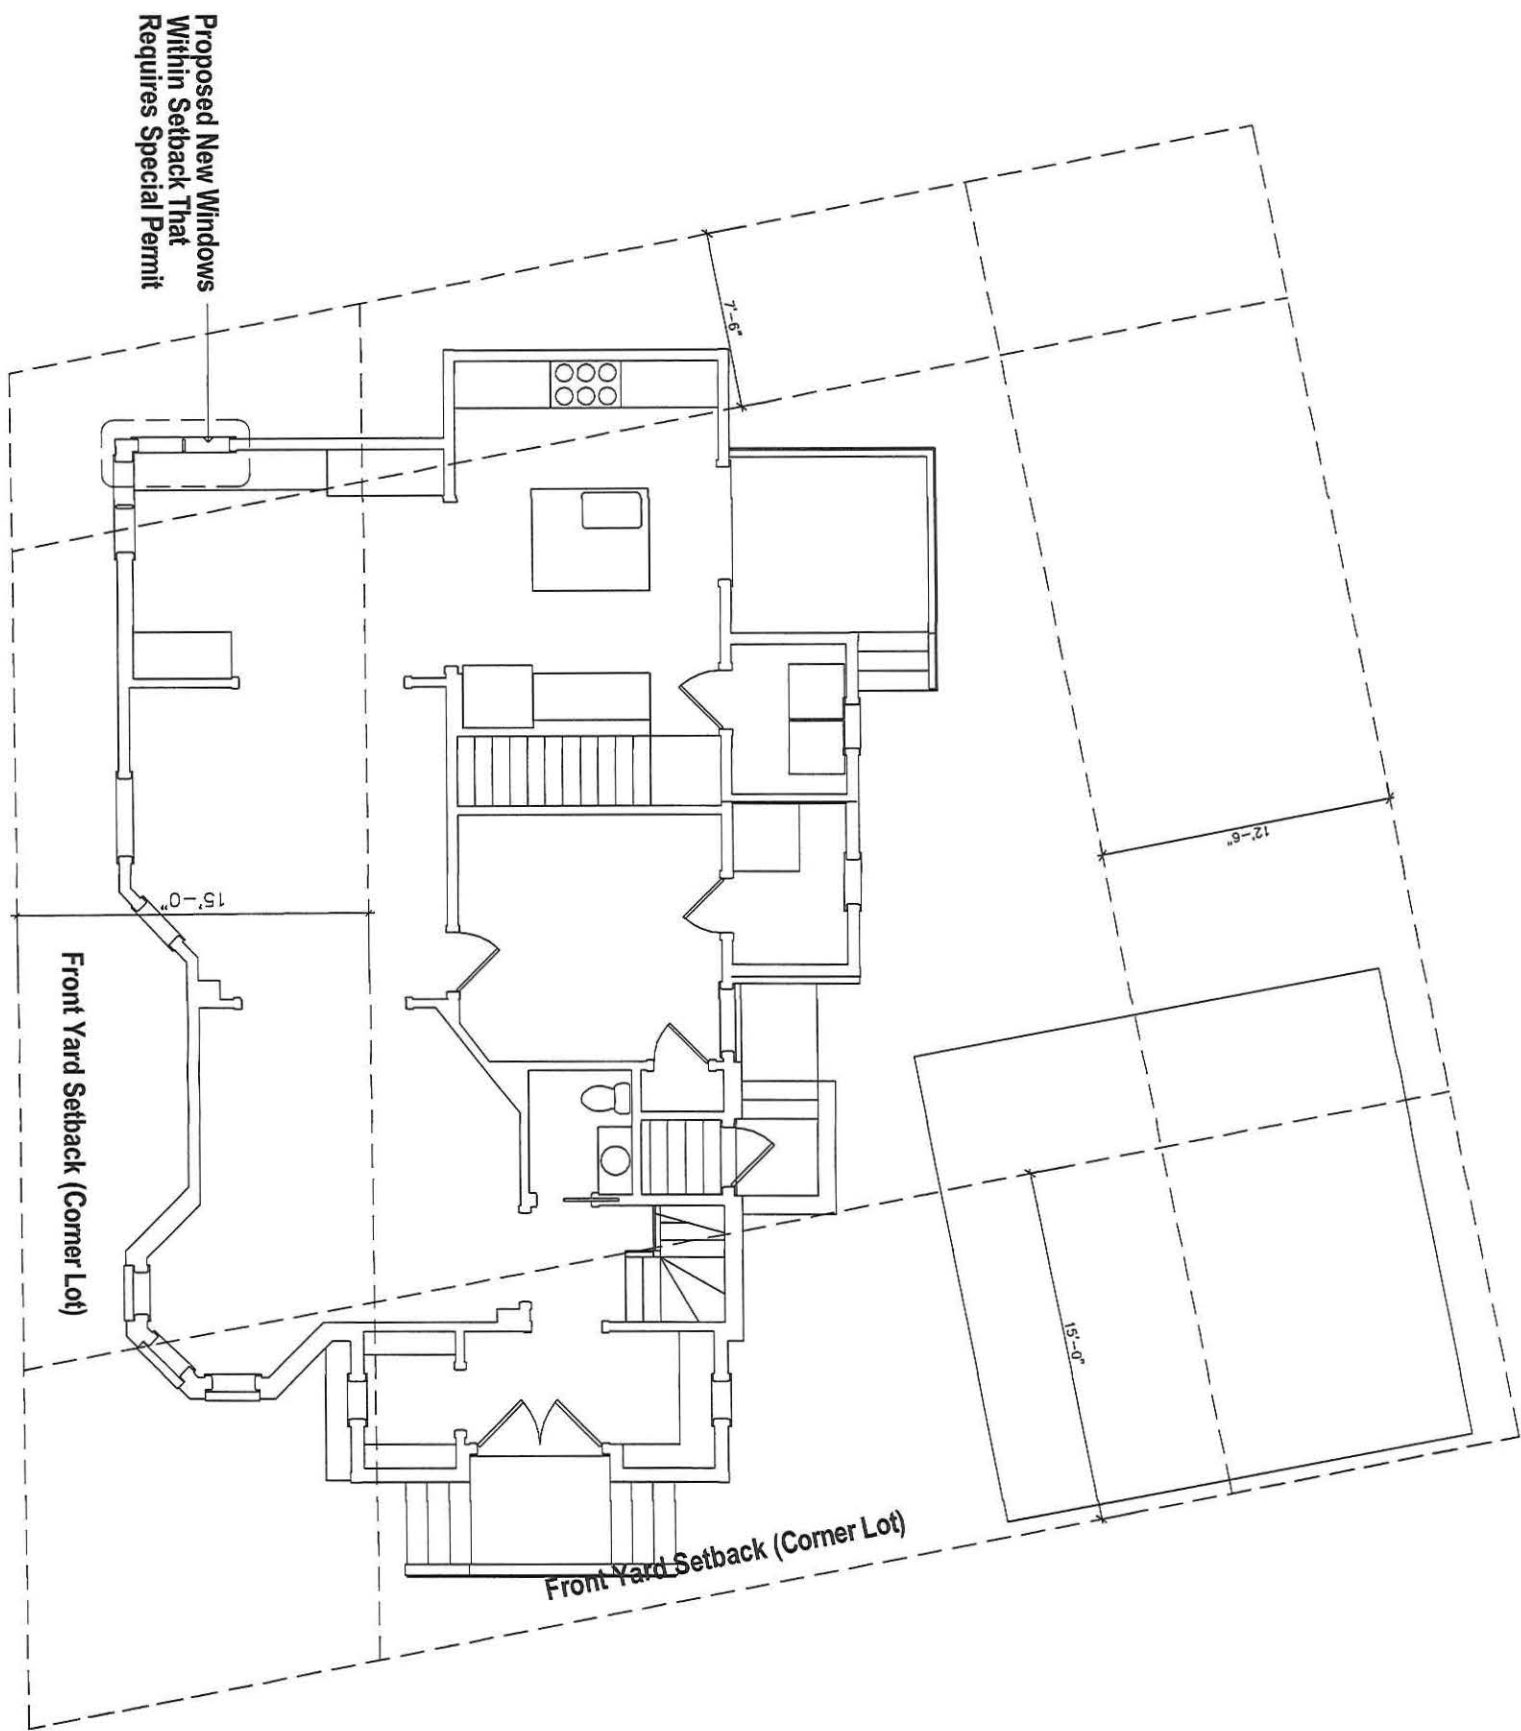 Proposed New Windows
Within Setback That
Requires Special Permit
7'-6"
12'-6"
15'-0"
Front Yard Setback (Corner Lot)
15'-0"
Front Yard Setback (Corner Lot)